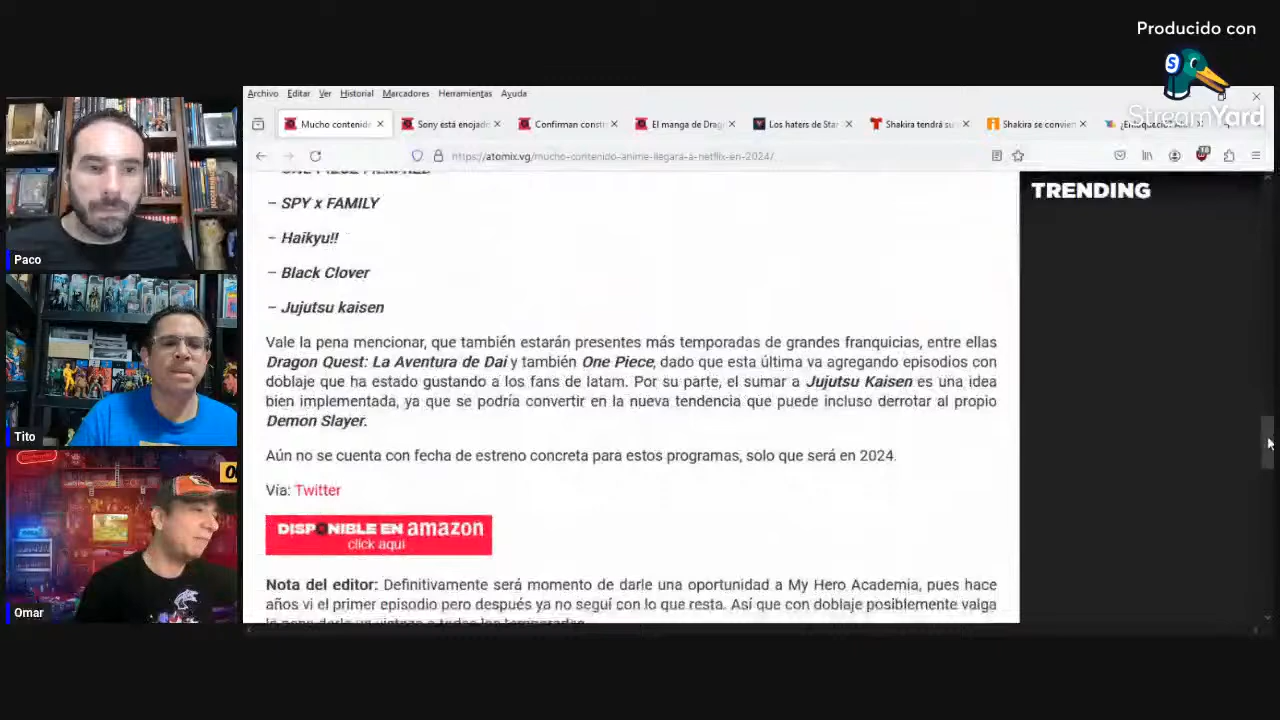 Producido con
StreamYard
Archivo Editar Ver Historial Marcadores Herramientas Ayuda
Mucho contenido
Sony está enojado
Confirman const
El manga de Drag
Los haters de Star
Shakira tendrá su
Shakira se convien
https://atomix.vg/mucho-contenido-anime-llegara-a-netflix-en-2024/
18
TRENDING
– SPY x FAMILY
– Haikyu!!
– Black Clover
– Jujutsu kaisen
Vale la pena mencionar, que también estarán presentes más temporadas de grandes franquicias, entre ellas
Dragon Quest: La Aventura de Dai y también One Piece, dado que esta última va agregando episodios con
doblaje que ha estado gustando a los fans de latam. Por su parte, el sumar a Jujutsu Kaisen es una idea
bien implementada, ya que se podría convertir en la nueva tendencia que puede incluso derrotar al propio
Demon Slayer.
Aún no se cuenta con fecha de estreno concreta para estos programas, solo que será en 2024.
Vía: Twitter
DISPONIBLE EN amazon
click aqui
Nota del editor: Definitivamente será momento de darle una oportunidad a My Hero Academia, pues hace
años vi el primer episodio pero después ya no seguí con lo que resta. Así que con doblaje posiblemente valga
Paco
Tito
Omar